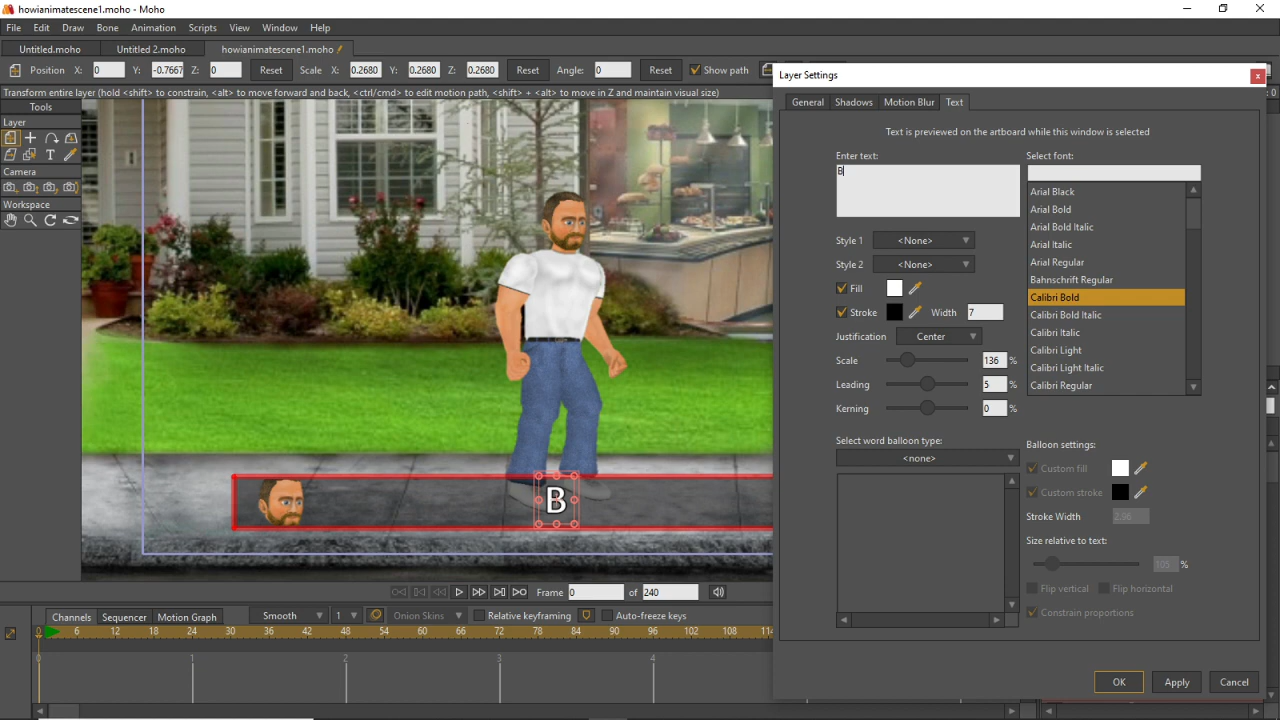 howianimatescene1.moho - Moho
File Edit Draw Bone Animation Scripts View Window Help
Untitled.moho Untitled 2.moho howianimatescene1.moho
Position X: 0 Y: -0.7667 Z: 0 Reset Scale X: 0.2680 Y: 0.2680 Z: 0.2680 Reset Angle: 0 Reset Show path
Transform entire layer (hold <shift> to constrain, <alt> to move forward and back, <ctrl/cmd> to edit motion path, <shift> + <alt> to move in Z and maintain visual size)
: 0
Tools
Layer
Camera
Workspace
B
Frame 0 of 240
Channels Sequencer Motion Graph Smooth 1 Onion Skins Relative keyframing Auto-freeze keys
0 6 12 18 24 30 36 42 48 54 60 66 72 78 84 90 96 102 108 114
0 1 2 3 4
Layer Settings
General Shadows Motion Blur Text
Text is previewed on the artboard while this window is selected
Enter text: Select font:
B
Arial Black
Arial Bold
Arial Bold Italic
Arial Italic
Arial Regular
Bahnschrift Regular
Calibri Bold
Calibri Bold Italic
Calibri Italic
Calibri Light
Calibri Light Italic
Calibri Regular
Style 1 <None>
Style 2 <None>
Fill
Stroke Width 7
Justification Center
Scale 136 %
Leading 5 %
Kerning 0 %
Select word balloon type: Balloon settings:
<none>
Custom fill
Custom stroke
Stroke Width 2.96
Size relative to text:
105 %
Flip vertical Flip horizontal
Constrain proportions
OK Apply Cancel